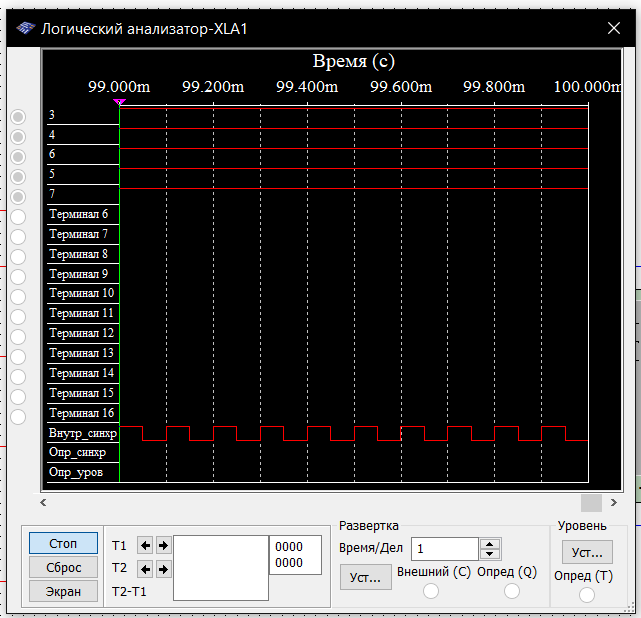 Логический анализатор-XLA1
Время (с)
99.000m 99.200m 99.400m 99.600m 99.800m 100.000m
3
4
6
5
7
Терминал 6
Терминал 7
Терминал 8
Терминал 9
Терминал 10
Терминал 11
Терминал 12
Терминал 13
Терминал 14
Терминал 15
Терминал 16
Внутр_синхр
Опр_синхр
Опр_уров
Стоп
Сброс
Экран
T1
T2
T2-T1
0000
0000
Развертка
Время/Дел 1
Уст...
Внешний (C) Опред (Q)
Уровень
Уст...
Опред (T)